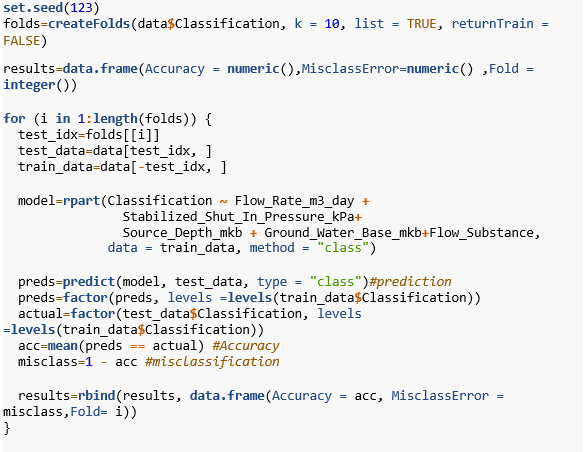 set.seed(123)
folds=createFolds(data$Classification, k = 10, list = TRUE, returnTrain =
FALSE)
results=data.frame(Accuracy = numeric(),MisclassError=numeric() ,Fold =
integer())
for (i in 1:length(folds)) {
  test_idx=folds[[i]]
  test_data=data[test_idx, ]
  train_data=data[-test_idx, ]
  model=rpart(Classification ~ Flow_Rate_m3_day +
                Stabilized_Shut_In_Pressure_kPa+
                Source_Depth_mkb + Ground_Water_Base_mkb+Flow_Substance,
              data = train_data, method = "class")
  preds=predict(model, test_data, type = "class")#prediction
  preds=factor(preds, levels =levels(train_data$Classification))
  actual=factor(test_data$Classification, levels
=levels(train_data$Classification))
  acc=mean(preds == actual) #Accuracy
  misclass=1 - acc #misclassification
  results=rbind(results, data.frame(Accuracy = acc, MisclassError =
misclass,Fold= i))
}